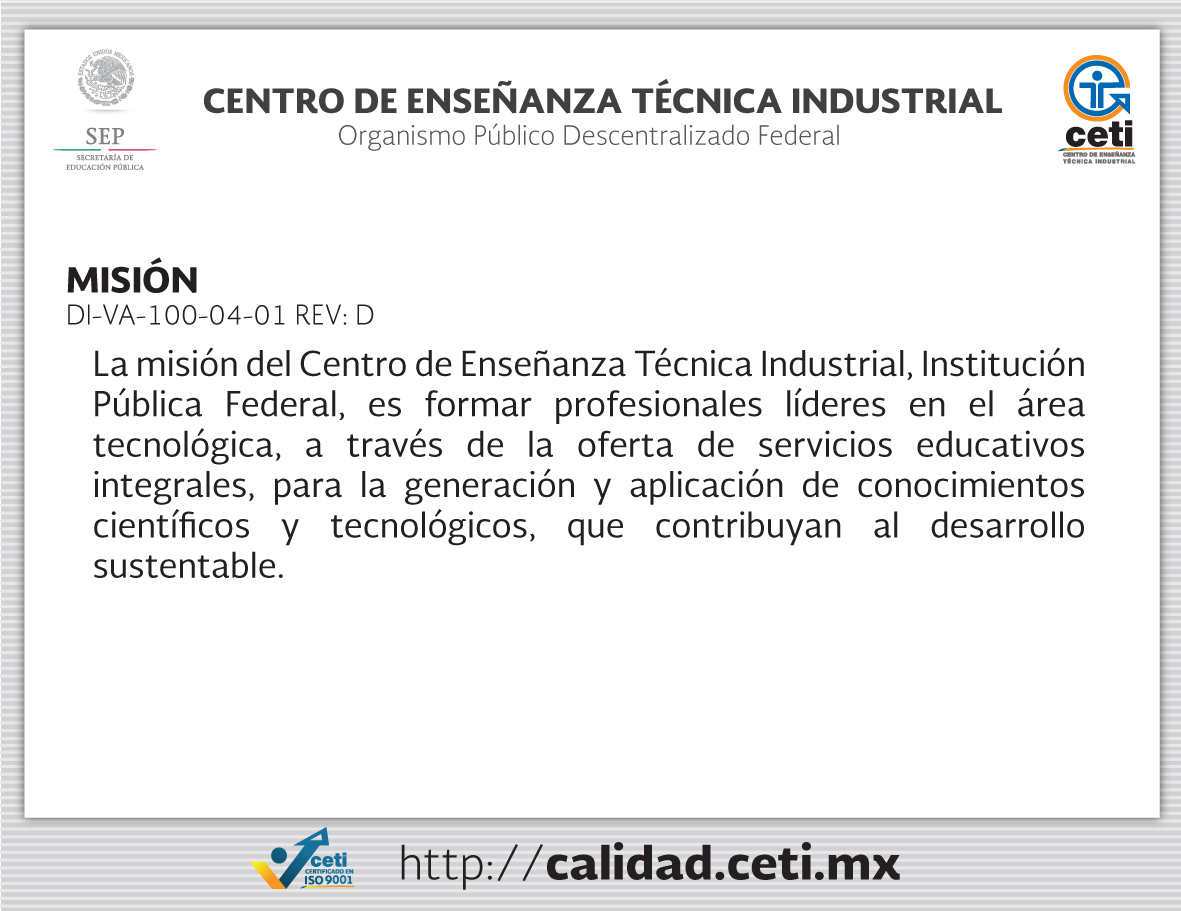 ESTADOS UNIDOS MEXICANOS
SEP
SECRETARÍA DE
EDUCACIÓN PÚBLICA
CENTRO DE ENSEÑANZA TÉCNICA INDUSTRIAL
Organismo Público Descentralizado Federal
ceti
CENTRO DE ENSEÑANZA
TÉCNICA INDUSTRIAL
MISIÓN
DI-VA-100-04-01 REV: D
La misión del Centro de Enseñanza Técnica Industrial, Institución
Pública Federal, es formar profesionales líderes en el área
tecnológica, a través de la oferta de servicios educativos
integrales, para la generación y aplicación de conocimientos
científicos y tecnológicos, que contribuyan al desarrollo
sustentable.
ceti
CERTIFICADO EN
ISO 9001
http://calidad.ceti.mx